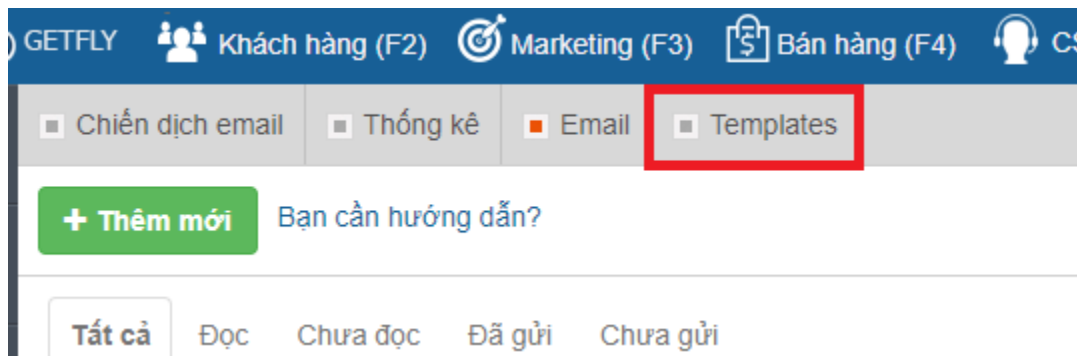 GETFLY Khách hàng (F2) Marketing (F3) Bán hàng (F4)
Chiến dịch email Thống kê Email Templates
+ Thêm mới Bạn cần hướng dẫn?
Tất cả Đọc Chưa đọc Đã gửi Chưa gửi